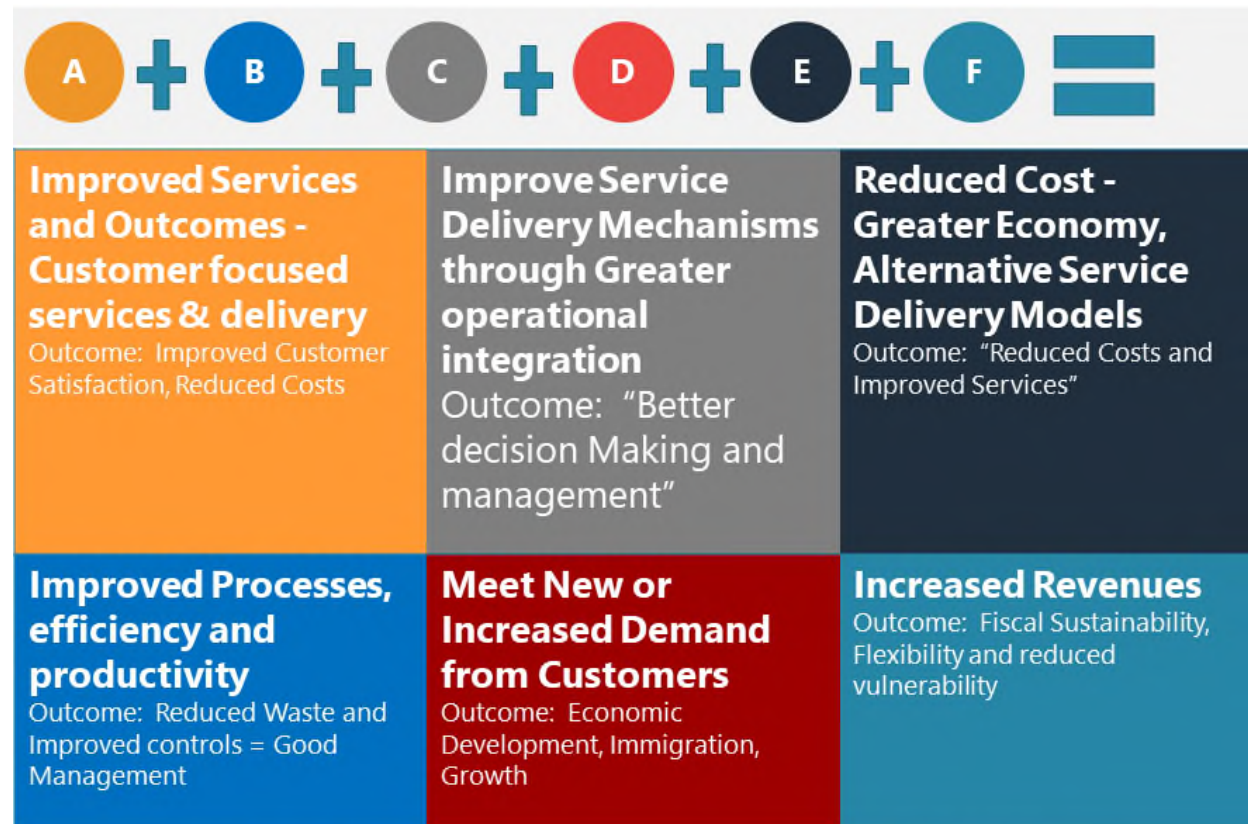 A + B + C + D + E + F =
Improved Services
and Outcomes -
Customer focused
services & delivery
Outcome: Improved Customer
Satisfaction, Reduced Costs
Improve Service
Delivery Mechanisms
through Greater
operational
integration
Outcome: “Better
decision Making and
management”
Reduced Cost -
Greater Economy,
Alternative Service
Delivery Models
Outcome: “Reduced Costs and
Improved Services”
Improved Processes,
efficiency and
productivity
Outcome: Reduced Waste and
Improved controls = Good
Management
Meet New or
Increased Demand
from Customers
Outcome: Economic
Development, Immigration,
Growth
Increased Revenues
Outcome: Fiscal Sustainability,
Flexibility and reduced
vulnerability